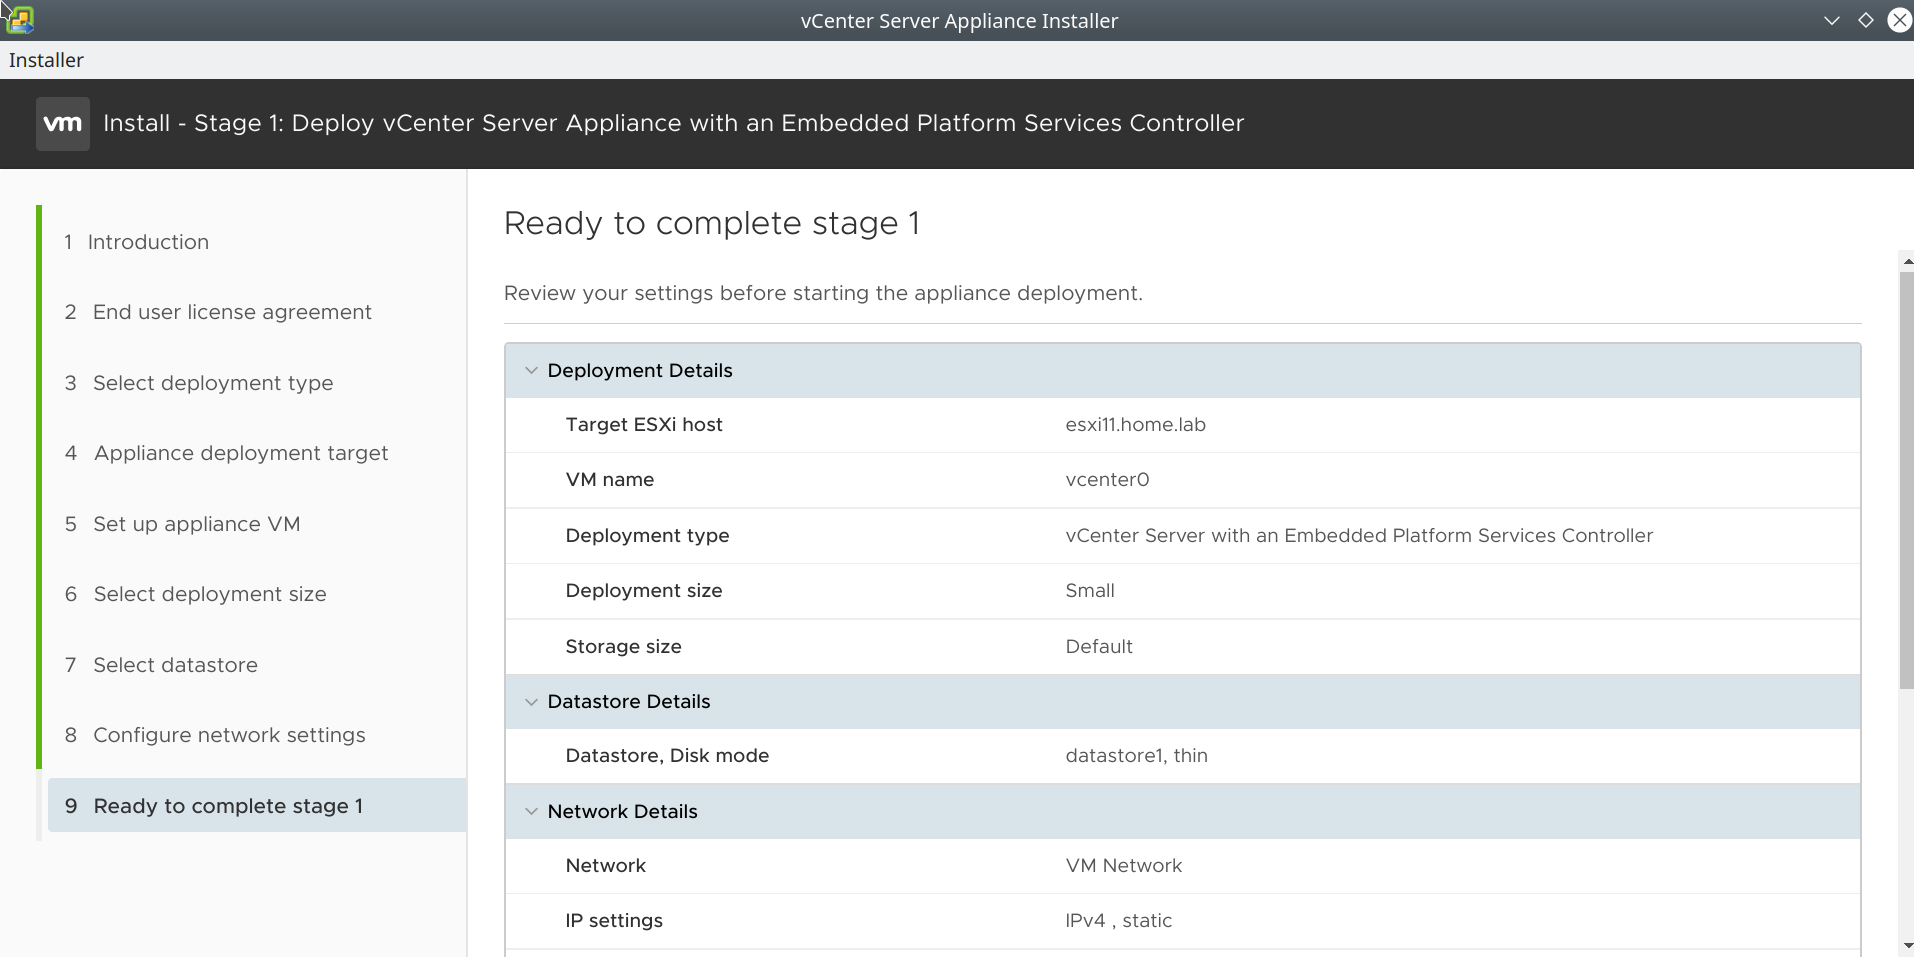 vCenter Server Appliance Installer
Installer
vm Install - Stage 1: Deploy vCenter Server Appliance with an Embedded Platform Services Controller
1 Introduction
2 End user license agreement
3 Select deployment type
4 Appliance deployment target
5 Set up appliance VM
6 Select deployment size
7 Select datastore
8 Configure network settings
9 Ready to complete stage 1
Ready to complete stage 1
Review your settings before starting the appliance deployment.
Deployment Details
Target ESXi host esxi11.home.lab
VM name vcenter0
Deployment type vCenter Server with an Embedded Platform Services Controller
Deployment size Small
Storage size Default
Datastore Details
Datastore, Disk mode datastore1, thin
Network Details
Network VM Network
IP settings IPv4 , static